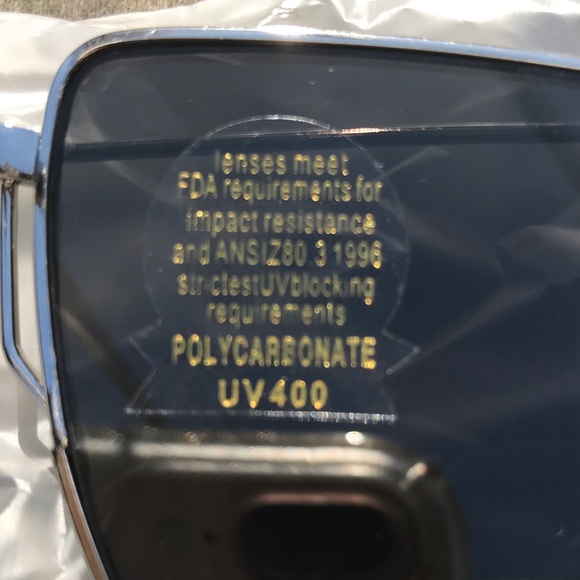 lenses meet
FDA requirements for
impact resistance
and ANSIZ80.3 1996
strictestUVblocking
requirements
POLYCARBONATE
UV400